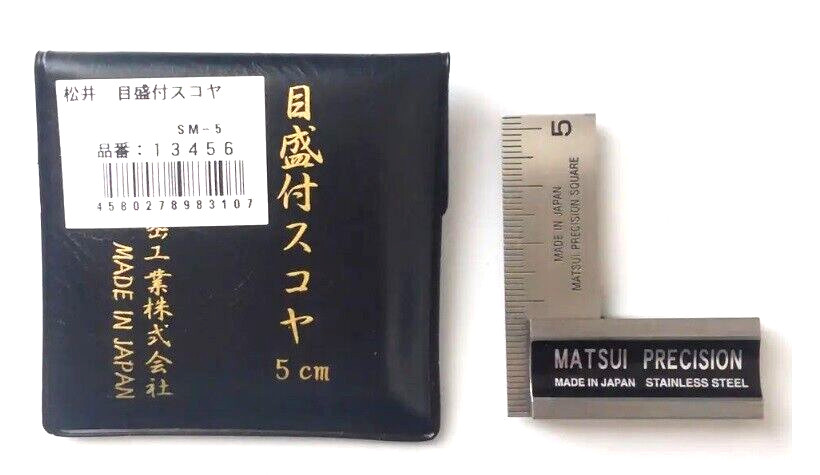 松井 目盛付スコヤ
SM-5
品番:13456
4580278983107
目盛付スコヤ
5cm
密工業株式会社
MADE IN JAPAN
5
MADE IN JAPAN
MATSUI PRECISION SQUARE
MATSUI PRECISION
MADE IN JAPAN STAINLESS STEEL